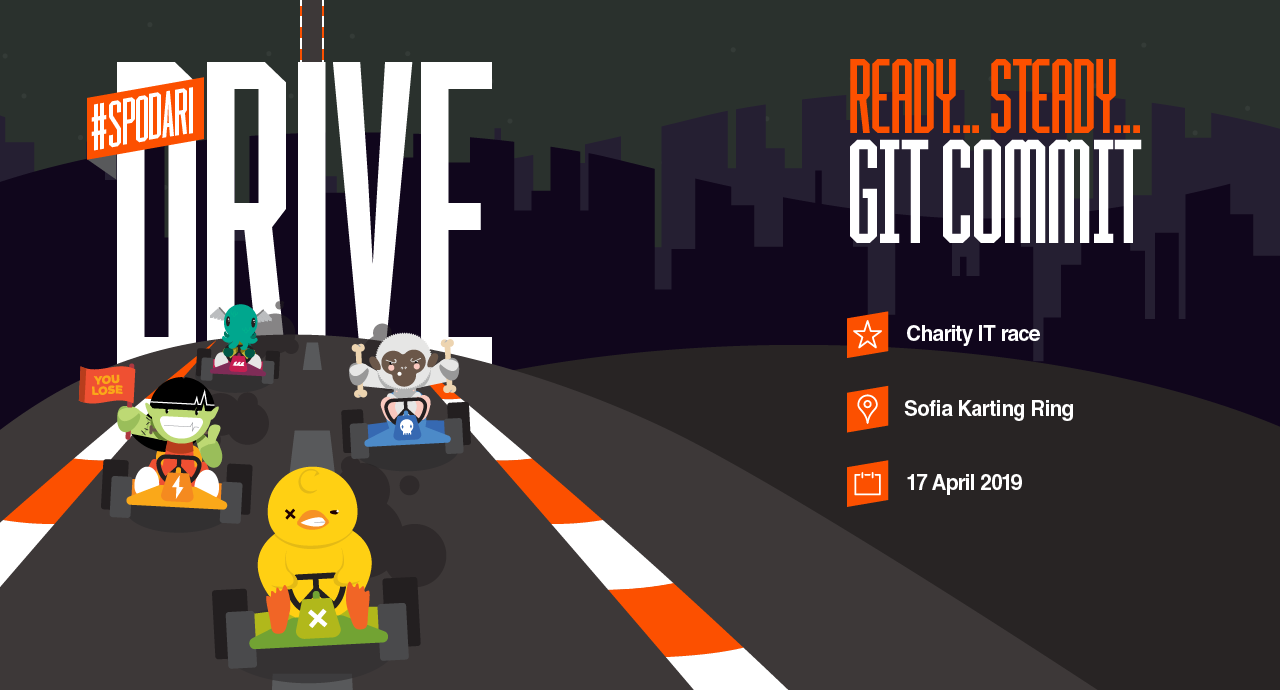 #SPODARI
DRIVE
YOU
LOSE
READY... STEADY...
GIT COMMIT
Charity IT race
Sofia Karting Ring
17 April 2019